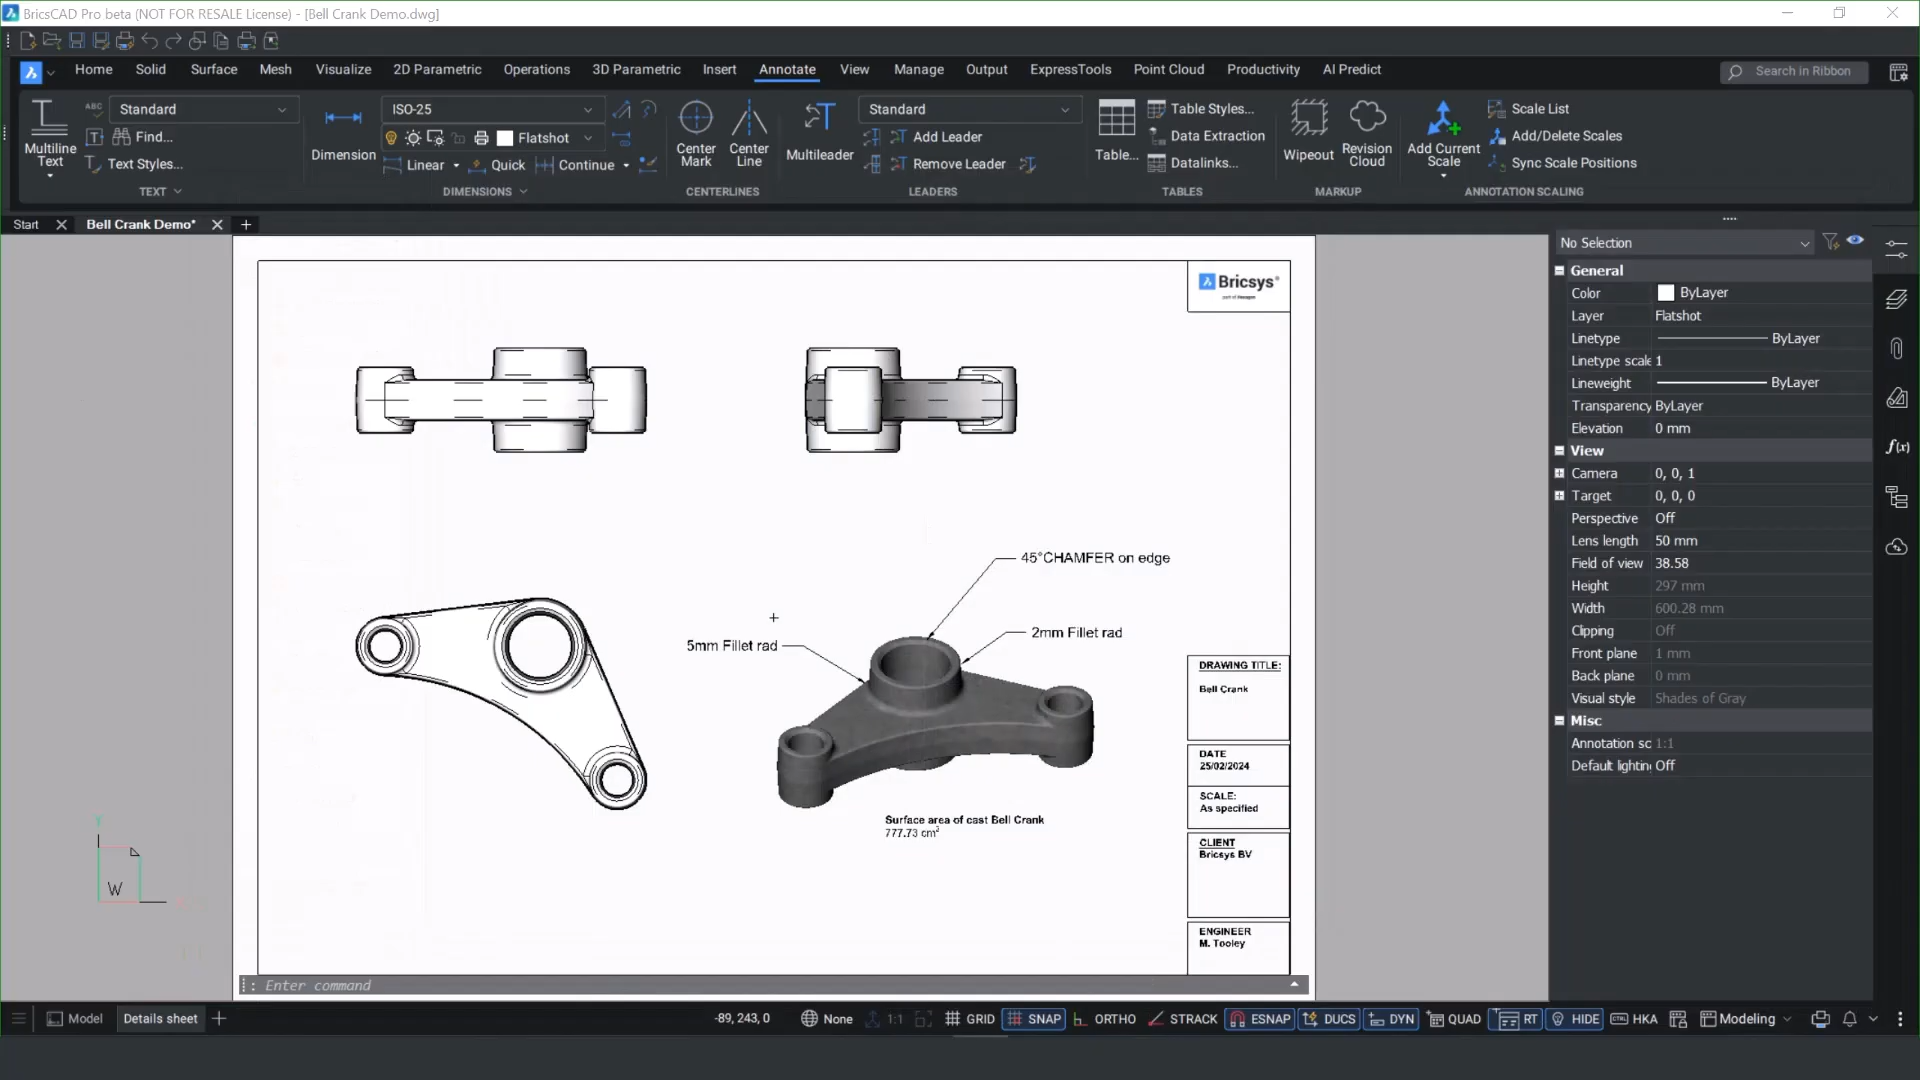 BricsCAD Pro beta (NOT FOR RESALE License) - [Bell Crank Demo.dwg]
Home Solid Surface Mesh Visualize 2D Parametric Operations 3D Parametric Insert Annotate View Manage Output ExpressTools Point Cloud Productivity AI Predict
Search in Ribbon
Multiline Text
ABC Standard
Find...
Text Styles...
TEXT
Dimension
ISO-25
Flatshot
Linear Quick Continue
DIMENSIONS
Center Mark
Center Line
CENTERLINES
Multileader
Standard
Add Leader
Remove Leader
LEADERS
Table...
Table Styles...
Data Extraction
Datalinks...
TABLES
Wipeout
Revision Cloud
MARKUP
Add Current Scale
Scale List
Add/Delete Scales
Sync Scale Positions
ANNOTATION SCALING
Start
Bell Crank Demo*
Bricsys®
part of Hexagon
45°CHAMFER on edge
5mm Fillet rad
2mm Fillet rad
Surface area of cast Bell Crank
777.73 cm²
DRAWING TITLE:
Bell Crank
DATE
25/02/2024
SCALE:
As specified
CLIENT
Bricsys BV
ENGINEER
M. Tooley
Y
W
: Enter command
No Selection
General
Color ByLayer
Layer Flatshot
Linetype ByLayer
Linetype scale 1
Lineweight ByLayer
Transparency ByLayer
Elevation 0 mm
View
Camera 0, 0, 1
Target 0, 0, 0
Perspective Off
Lens length 50 mm
Field of view 38.58
Height 297 mm
Width 600.28 mm
Clipping Off
Front plane 1 mm
Back plane 0 mm
Visual style Shades of Gray
Misc
Annotation sc 1:1
Default lighting Off
f(x)
Model Details sheet
-89, 243, 0 None 1:1 GRID SNAP ORTHO STRACK ESNAP DUCS DYN QUAD RT HIDE CTRL HKA Modeling